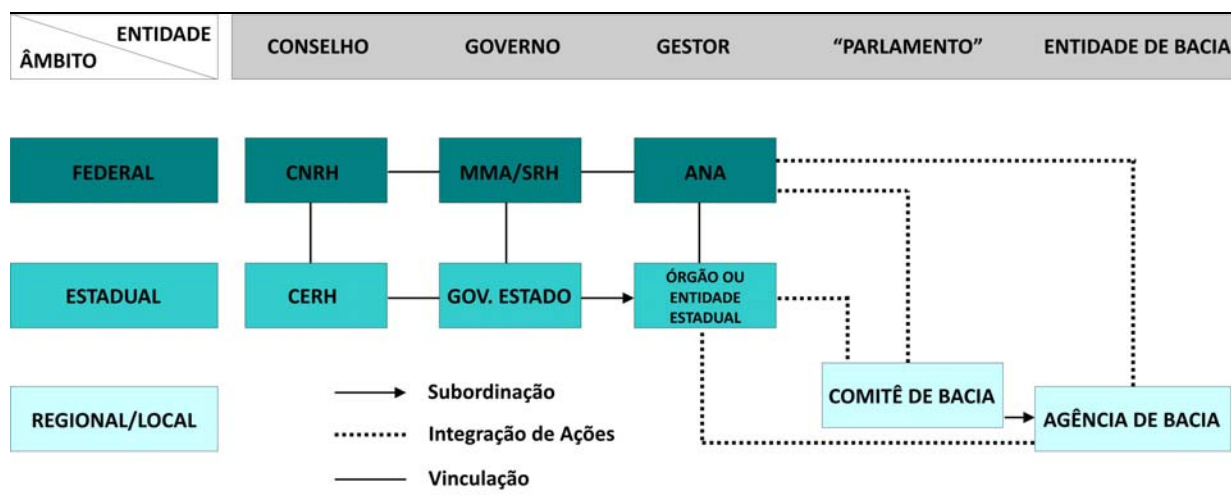 ENTIDADE
ÂMBITO
CONSELHO
GOVERNO
GESTOR
“PARLAMENTO”
ENTIDADE DE BACIA
FEDERAL
CNRH
MMA/SRH
ANA
ESTADUAL
CERH
GOV. ESTADO
ÓRGÃO OU
ENTIDADE
ESTADUAL
REGIONAL/LOCAL
COMITÊ DE BACIA
AGÊNCIA DE BACIA
Subordinação
Integração de Ações
Vinculação